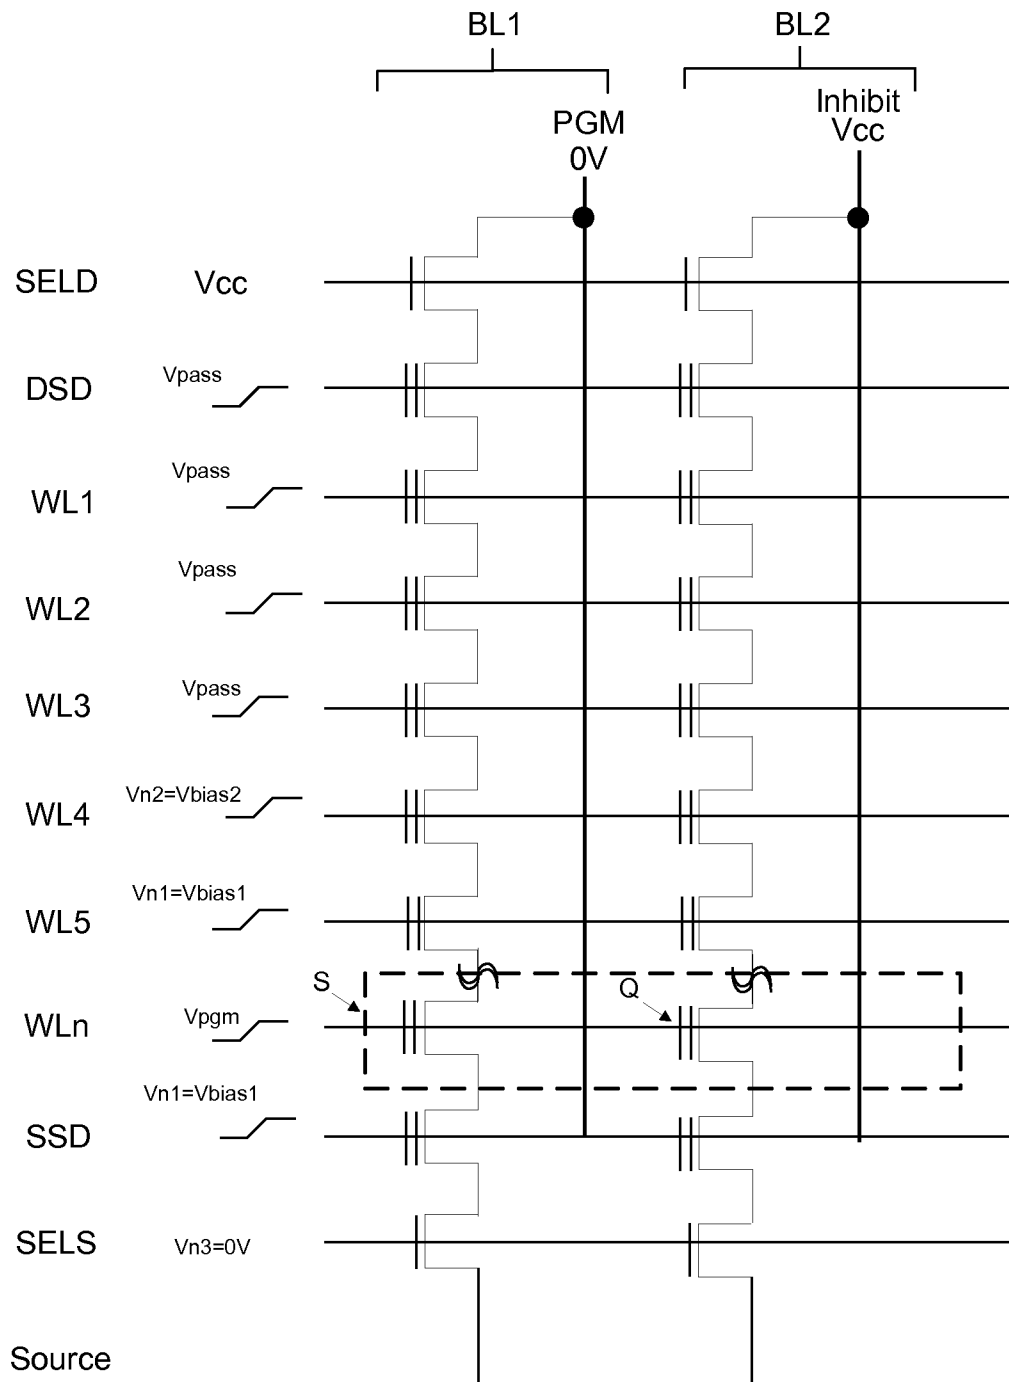 BL1 BL2
PGM
0V
Inhibit
Vcc
SELD Vcc
DSD Vpass
WL1 Vpass
WL2 Vpass
WL3 Vpass
WL4 Vn2=Vbias2
WL5 Vn1=Vbias1
S Q
WLn Vpgm
SSD Vn1=Vbias1
SELS Vn3=0V
Source